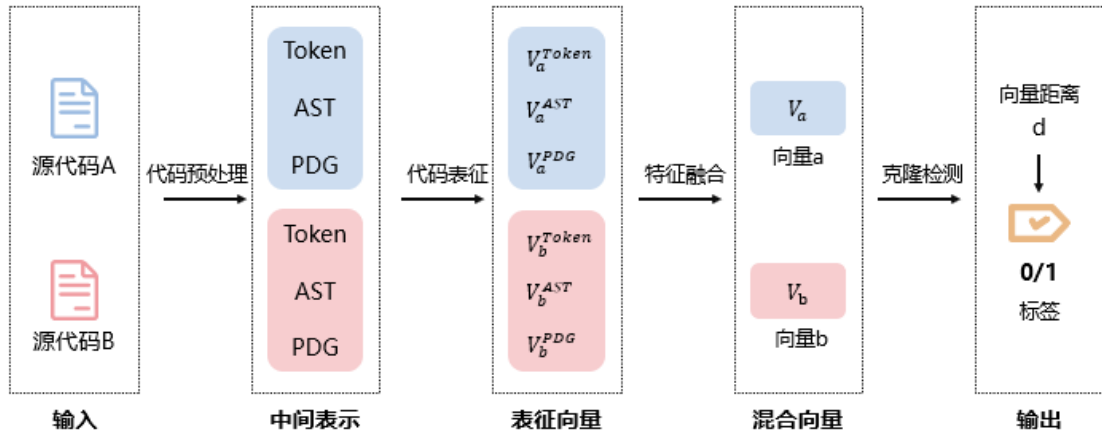 源代码A
源代码B
输入
代码预处理
Token
AST
PDG
Token
AST
PDG
中间表示
代码表征
V_a^{Token}
V_a^{AST}
V_a^{PDG}
V_b^{Token}
V_b^{AST}
V_b^{PDG}
表征向量
特征融合
V_a
向量a
V_b
向量b
混合向量
克隆检测
向量距离
d
0/1
标签
输出